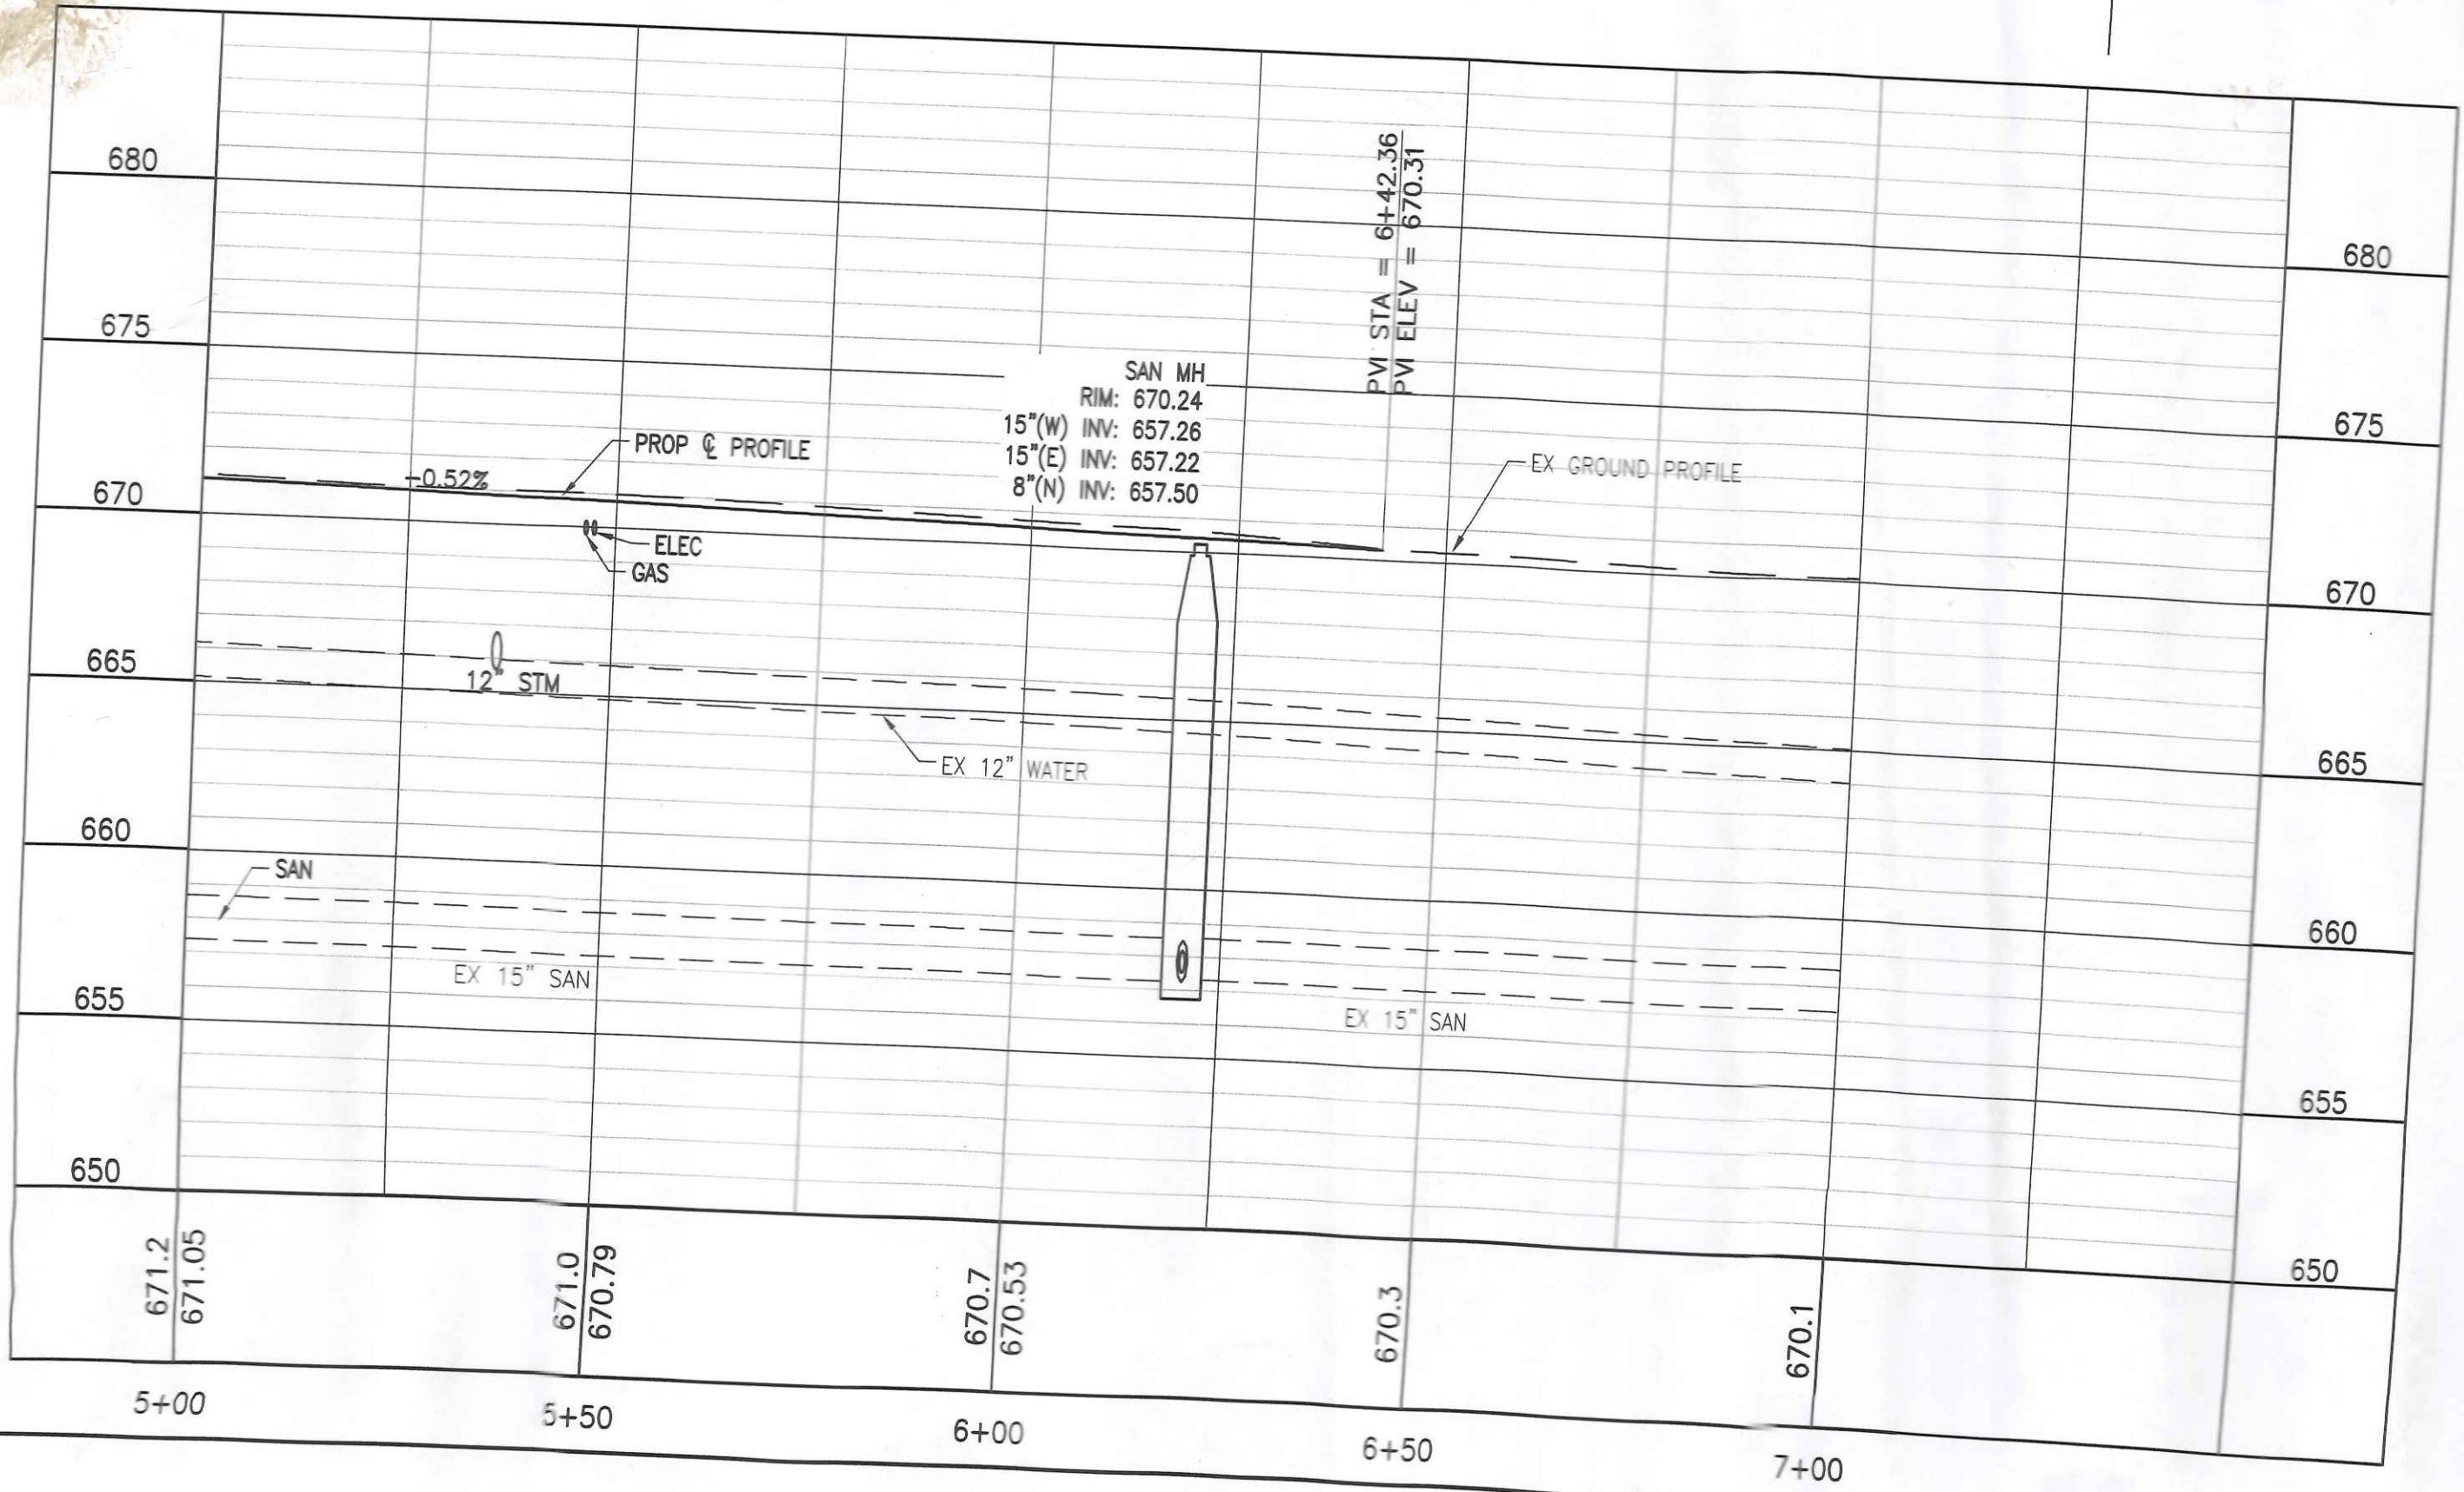 680
675
670
665
660
655
650
PVI STA = 6+42.36
PVI ELEV = 670.31
SAN MH
RIM: 670.24
15"(W) INV: 657.26
15"(E) INV: 657.22
8"(N) INV: 657.50
PROP ℄ PROFILE
-0.52%
EX GROUND PROFILE
ELEC
GAS
12" STM
EX 12" WATER
SAN
EX 15" SAN
EX 15" SAN
680
675
670
665
660
655
650
671.2
671.05
671.0
670.79
670.7
670.53
670.3
670.1
5+00
5+50
6+00
6+50
7+00